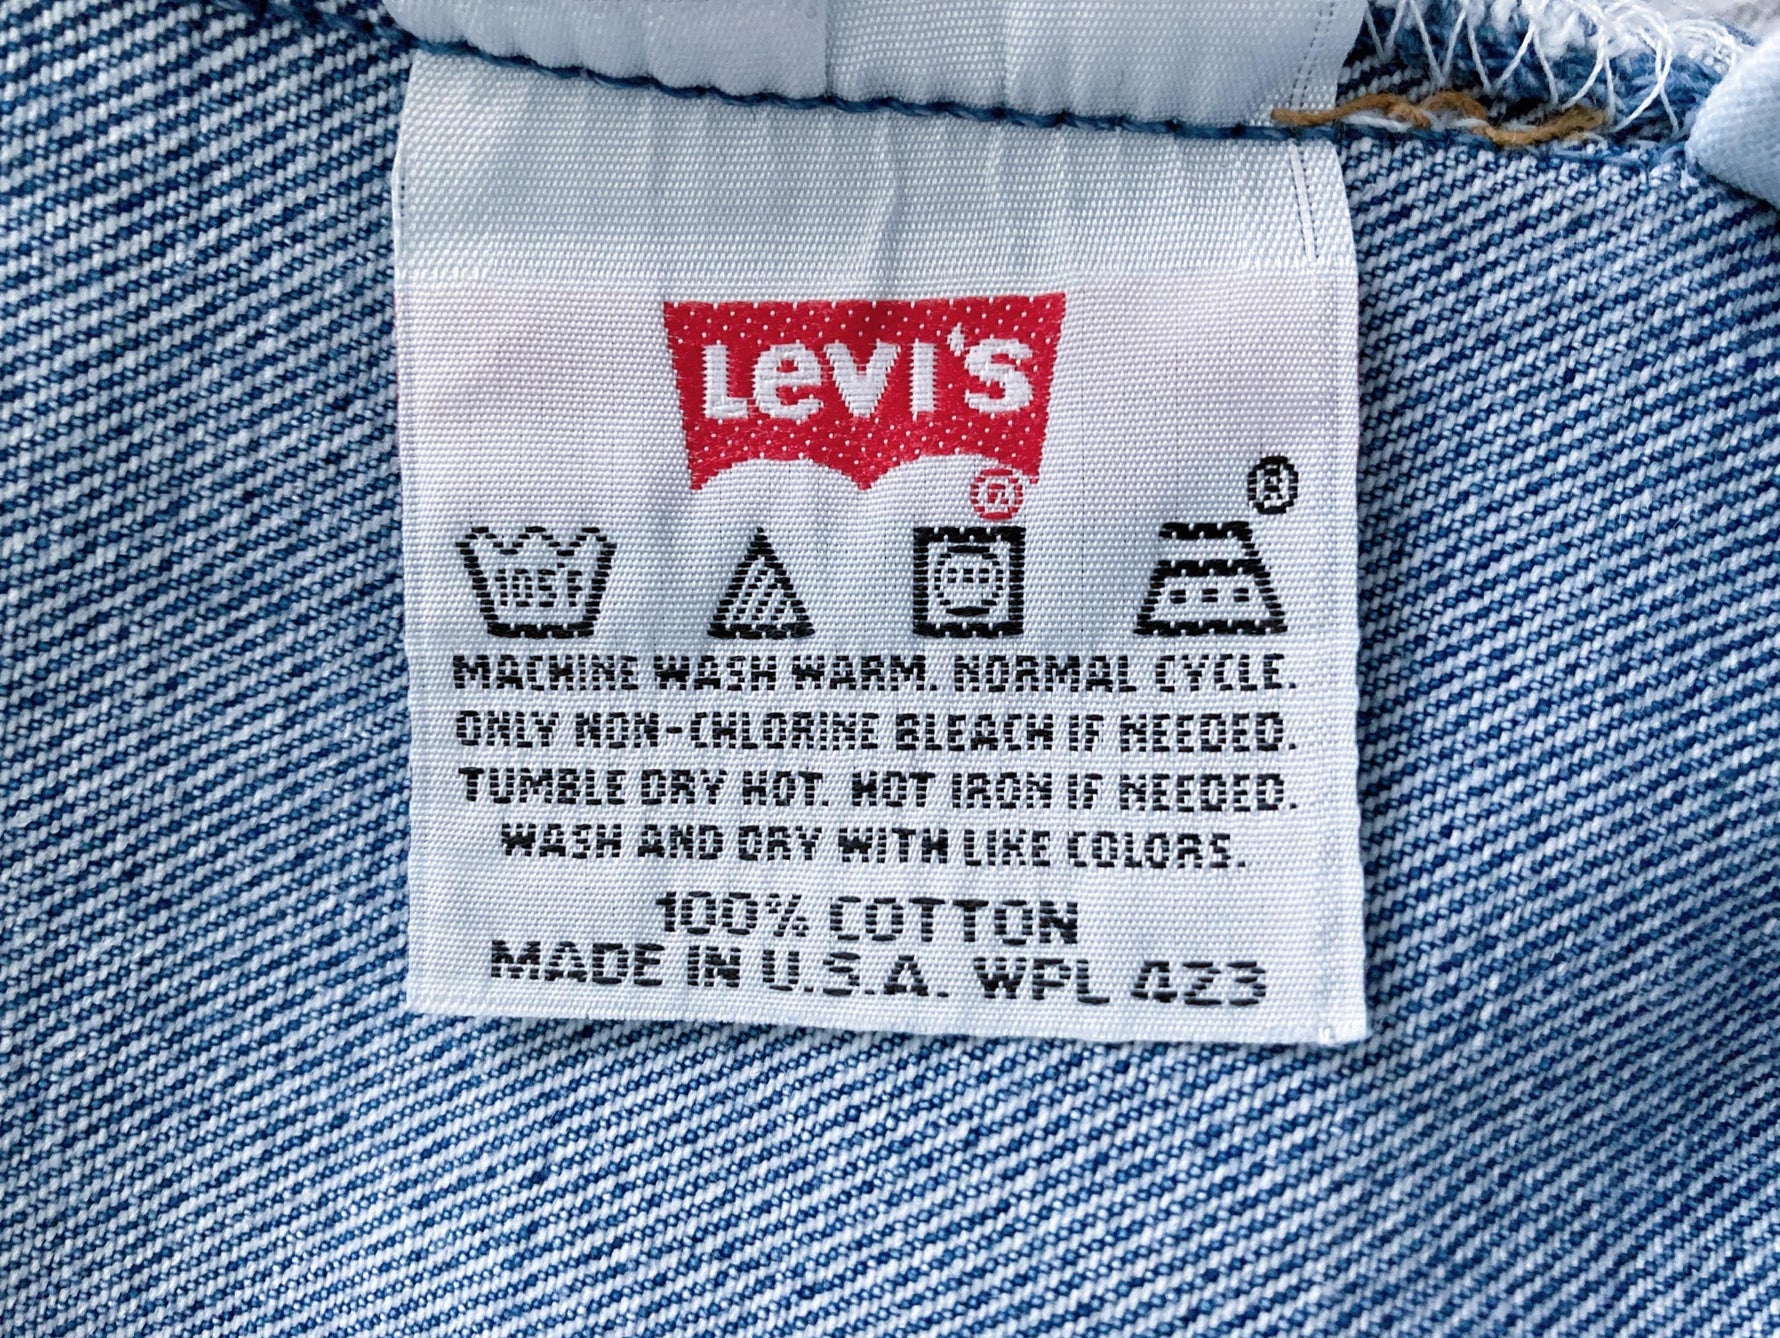 Levi's
®
®
105°F
MACHINE WASH WARM. NORMAL CYCLE.
ONLY NON-CHLORINE BLEACH IF NEEDED.
TUMBLE DRY HOT. HOT IRON IF NEEDED.
WASH AND DRY WITH LIKE COLORS.
100% COTTON
MADE IN U.S.A. WPL 423